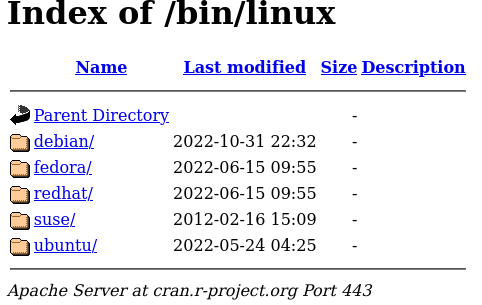 Index of /bin/linux
Name Last modified Size Description
Parent Directory -
debian/ 2022-10-31 22:32 -
fedora/ 2022-06-15 09:55 -
redhat/ 2022-06-15 09:55 -
suse/ 2012-02-16 15:09 -
ubuntu/ 2022-05-24 04:25 -
Apache Server at cran.r-project.org Port 443